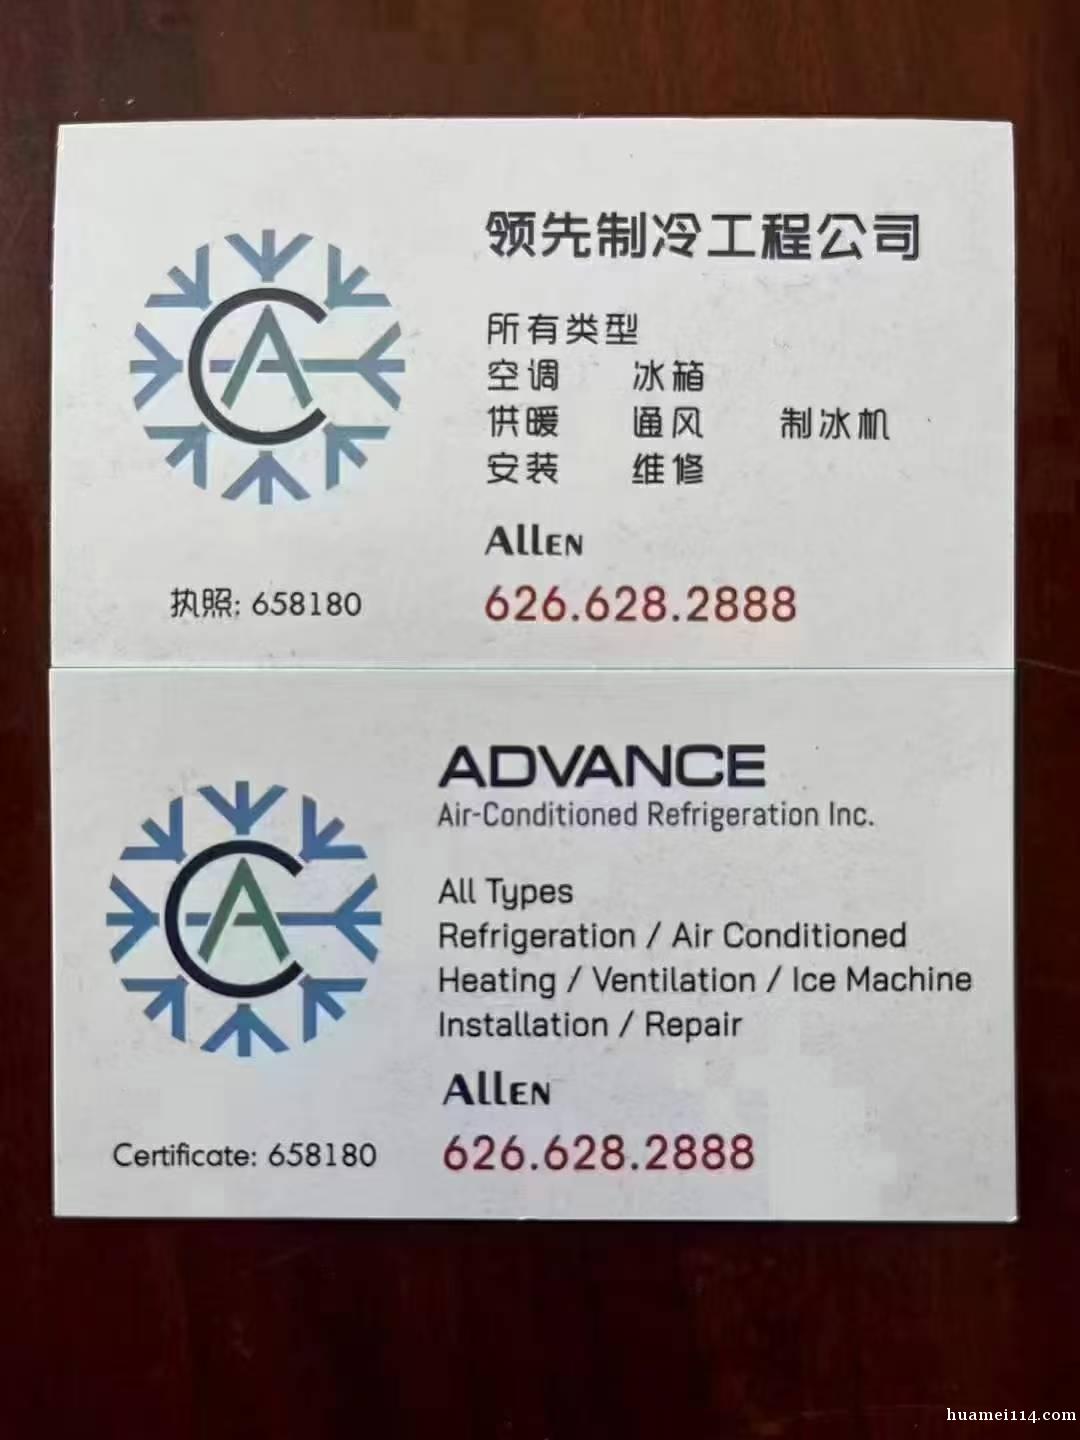 领先制冷工程公司
所有类型
空调 冰箱
供暖 通风 制冰机
安装 维修
AllEN
执照: 658180
626.628.2888
CA
ADVANCE
Air-Conditioned Refrigeration Inc.
All Types
Refrigeration / Air Conditioned
Heating / Ventilation / Ice Machine
Installation / Repair
AllEN
Certificate: 658180
626.628.2888
CA
huamei114.com